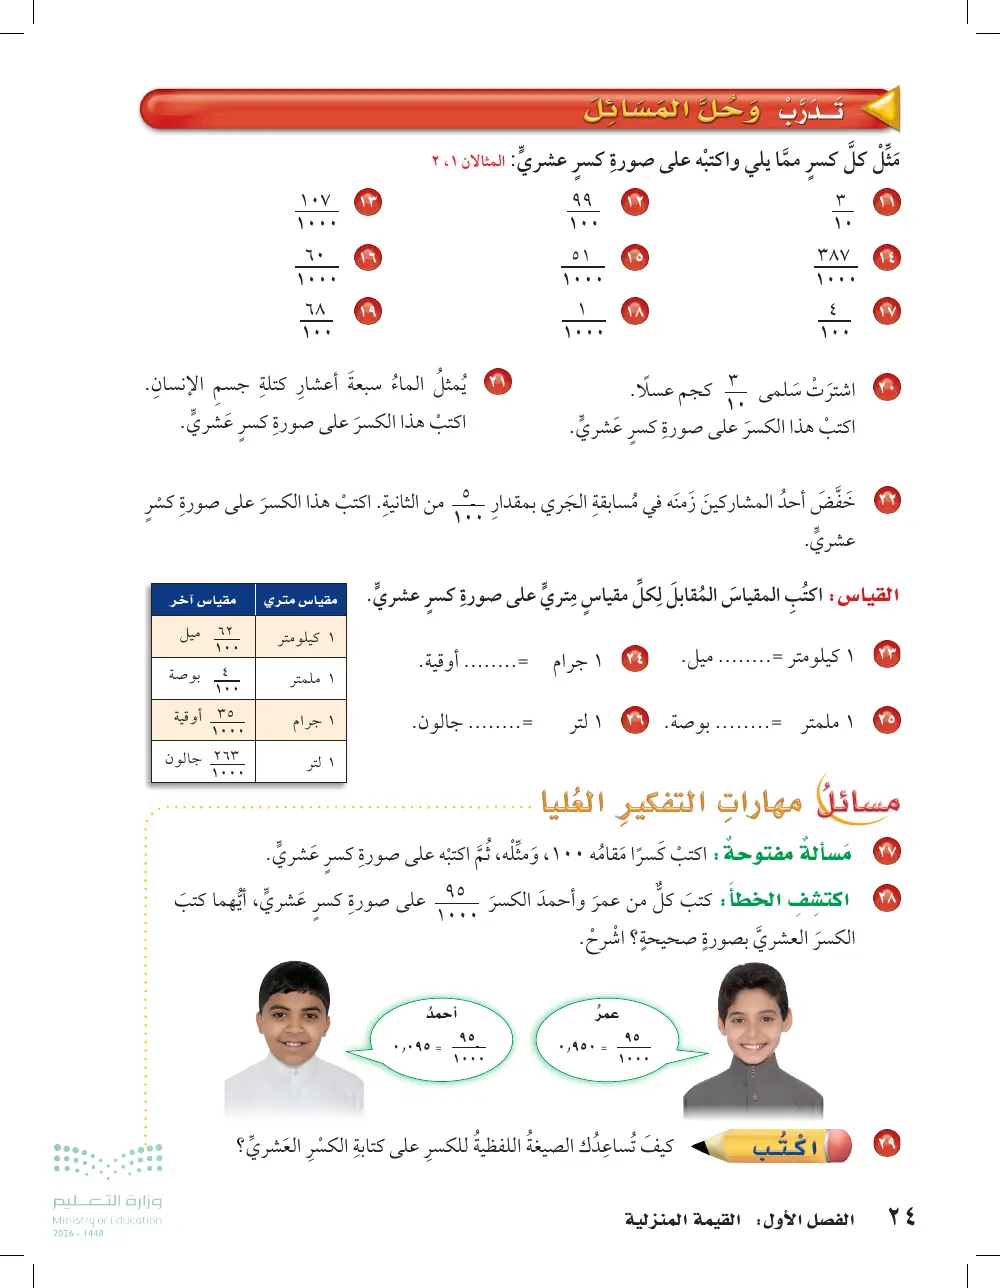 تَـدَرَّبْ وَحُلَّ المَسَائِلَ
مَثِّلْ كلَّ كسرٍ ممَّا يلي واكتبْه على صورةِ كسرٍ عشريٍّ: المثالان ١، ٢
١١ ٣/١٠ ١٢ ٩٩/١٠٠ ١٣ ١٠٧/١٠٠٠
١٤ ٣٨٧/١٠٠٠ ١٥ ٥١/١٠٠٠ ١٦ ٦٠/١٠٠٠
١٧ ٤/١٠٠ ١٨ ١/١٠٠٠ ١٩ ٦٨/١٠٠
٢٠ اشترَتْ سَلمى ٣/١٠ كجم عسلًا.
اكتبْ هذا الكسرَ على صورةِ كسرٍ عَشريٍّ.
٢١ يُمثلُ الماءُ سبعةَ أعشارِ كتلةِ جسمِ الإنسانِ.
اكتبْ هذا الكسرَ على صورةِ كسرٍ عَشريٍّ.
٢٢ خَفَّضَ أحدُ المشاركينَ زَمنَه في مُسابقةِ الجَري بمقدارِ ٥/١٠٠ من الثانيةِ. اكتبْ هذا الكسرَ على صورةِ كسْرٍ
عشريٍّ.
القياس: اكتُبِ المقياسَ المُقابلَ لِكلِّ مقياسٍ مِتريٍّ على صورةِ كسرٍ عشريٍّ.
مقياس متري مقياس آخر
١ كيلومتر ٦٢/١٠٠ ميل
١ ملمتر ٤/١٠٠ بوصة
١ جرام ٣٥/١٠٠٠ أوقية
١ لتر ٢٦٣/١٠٠٠ جالون
٢٣ ١ كيلومتر =........ ميل. ٢٤ ١ جرام =........ أوقية.
٢٥ ١ ملمتر =........ بوصة. ٢٦ ١ لتر =........ جالون.
مسائلُ مهاراتِ التفكيرِ العُليا
٢٧ مَسألةٌ مفتوحةٌ: اكتبْ كَسرًا مَقامُه ١٠٠، وَمثِّلْه، ثُمَّ اكتبْه على صورةِ كسرٍ عَشريٍّ.
٢٨ اكتشِفِ الخطأَ: كتبَ كلٌّ من عمرَ وأحمدَ الكسرَ ٩٥/١٠٠٠ على صورةِ كسرٍ عَشريٍّ، أيُّهما كتبَ
الكسرَ العشريَّ بصورةٍ صحيحةٍ؟ اشْرحْ.
عمرُ
٩٥/١٠٠٠ = ٠,٩٥٠
أحمدُ
٩٥/١٠٠٠ = ٠,٠٩٥
٢٩ اكْتُب كيفَ تُساعِدُك الصيغةُ اللفظيةُ للكسرِ على كتابةِ الكسْرِ العَشريِّ؟
وزارة التعليم
Ministry of Education
2026 - 1448
٢٤ الفصل الأول: القيمة المنزلية